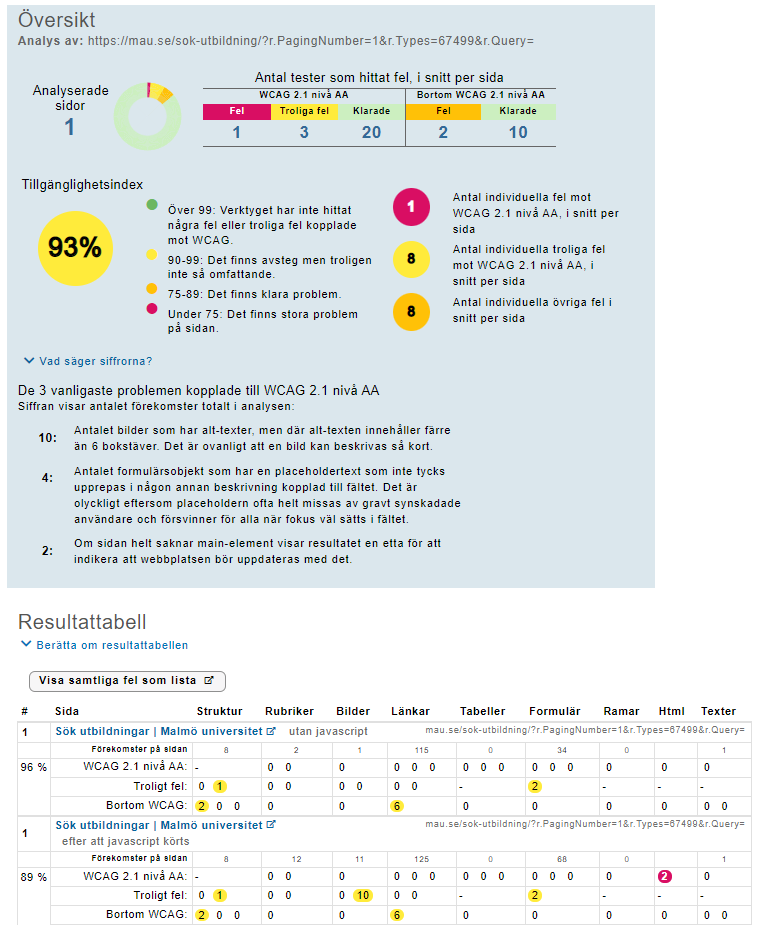 Översikt
Analys av: https://mau.se/sok-utbildning/?r.PagingNumber=1&r.Types=67499&r.Query=
Analyserade
sidor
1
Antal tester som hittat fel, i snitt per sida
WCAG 2.1 nivå AA Bortom WCAG 2.1 nivå AA
Fel Troliga fel Klarade Fel Klarade
1 3 20 2 10
Tillgänglighetsindex
93%
Över 99: Verktyget har inte hittat
några fel eller troliga fel kopplade
mot WCAG.
90-99: Det finns avsteg men troligen
inte så omfattande.
75-89: Det finns klara problem.
Under 75: Det finns stora problem
på sidan.
1
Antal individuella fel mot
WCAG 2.1 nivå AA, i snitt per
sida
8
Antal individuella troliga fel
mot WCAG 2.1 nivå AA, i
snitt per sida
8
Antal individuella övriga fel i
snitt per sida
Vad säger siffrorna?
De 3 vanligaste problemen kopplade till WCAG 2.1 nivå AA
Siffran visar antalet förekomster totalt i analysen:
10: Antalet bilder som har alt-texter, men där alt-texten innehåller färre
än 6 bokstäver. Det är ovanligt att en bild kan beskrivas så kort.
4: Antalet formulärsobjekt som har en placeholdertext som inte tycks
upprepas i någon annan beskrivning kopplad till fältet. Det är
olyckligt eftersom placeholdern ofta helt missas av gravt synskadade
användare och försvinner för alla när fokus väl sätts i fältet.
2: Om sidan helt saknar main-element visar resultatet en etta för att
indikera att webbplatsen bör uppdateras med det.
Resultattabell
Berätta om resultattabellen
Visa samtliga fel som lista
# Sida Struktur Rubriker Bilder Länkar Tabeller Formulär Ramar Html Texter
1 Sök utbildningar | Malmö universitet utan javascript mau.se/sok-utbildning/?r.PagingNumber=1&r.Types=67499&r.Query=
Förekomster på sidan 8 2 1 115 0 34 0 1
96 % WCAG 2.1 nivå AA: - 0 0 0 0 0 0 0 0 0 0 0 0 0 0 0
Troligt fel: 0 1 0 0 0 0 0 0 - 2 - - -
Bortom WCAG: 2 0 0 0 0 6 0 0 0 0 0 0
1 Sök utbildningar | Malmö universitet mau.se/sok-utbildning/?r.PagingNumber=1&r.Types=67499&r.Query=
efter att javascript körts
Förekomster på sidan 8 12 11 125 0 68 0 1
89 % WCAG 2.1 nivå AA: - 0 0 0 0 0 0 0 0 0 0 0 0 0 2 0
Troligt fel: 0 1 0 0 0 10 0 0 - 2 - - -
Bortom WCAG: 2 0 0 0 0 6 0 0 0 0 0 0